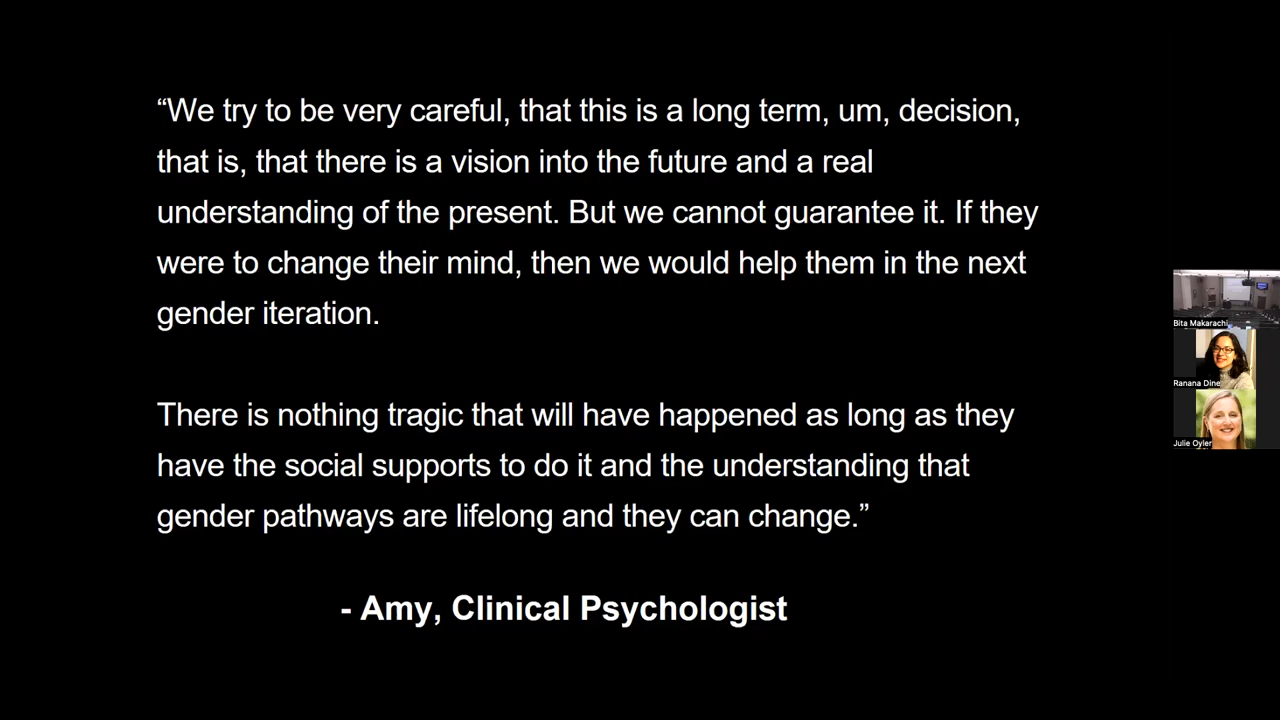 “We try to be very careful, that this is a long term, um, decision,
that is, that there is a vision into the future and a real
understanding of the present. But we cannot guarantee it. If they
were to change their mind, then we would help them in the next
gender iteration.
There is nothing tragic that will have happened as long as they
have the social supports to do it and the understanding that
gender pathways are lifelong and they can change.”
- Amy, Clinical Psychologist
Bita Makarachi
Ranana Dine
Julie Oyler